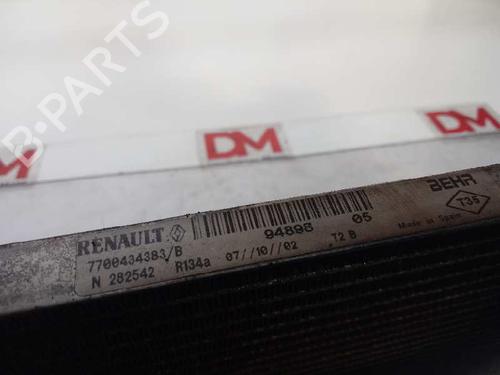 B-PARTS
DM
DM
DM
RENAULT
7700434383/B
N 282542
R134a
94898 05
07//10//02
T2 B
BEHR
T35
Made in Spain